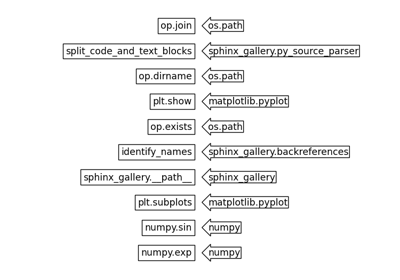 op.join os.path
split_code_and_text_blocks sphinx_gallery.py_source_parser
op.dirname os.path
plt.show matplotlib.pyplot
op.exists os.path
identify_names sphinx_gallery.backreferences
sphinx_gallery.__path__ sphinx_gallery
plt.subplots matplotlib.pyplot
numpy.sin numpy
numpy.exp numpy